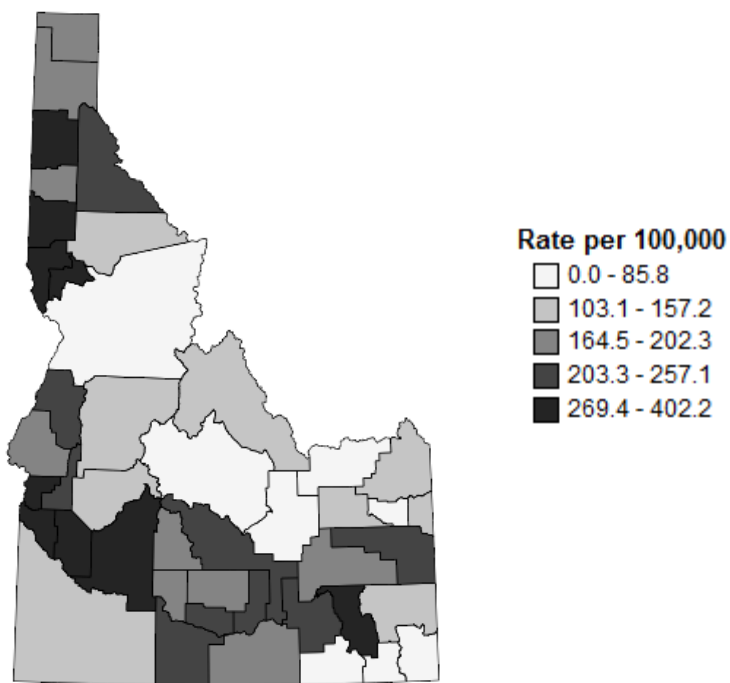 Rate per 100,000
0.0 - 85.8
103.1 - 157.2
164.5 - 202.3
203.3 - 257.1
269.4 - 402.2